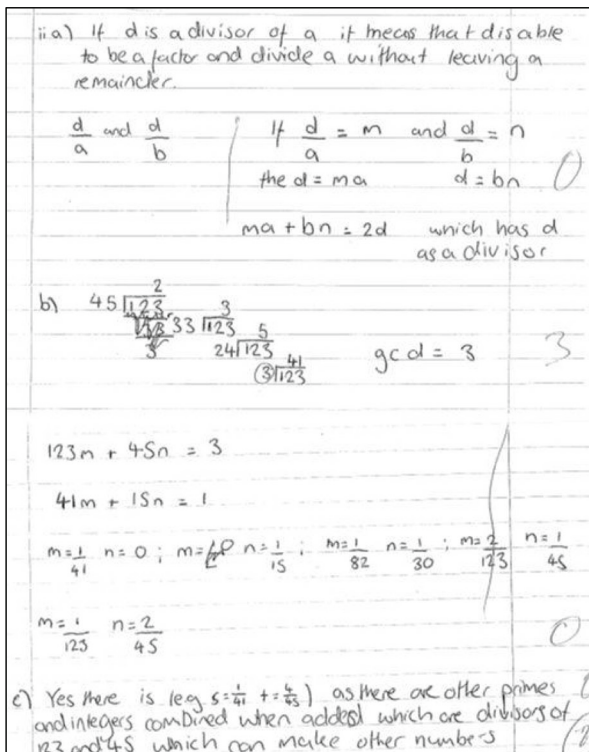 iia) If d is a divisor of a it means that d is able
to be a factor and divide a without leaving a
remainder.
d/a and d/b
If d/a = m and d/b = n
the d = ma d = bn 0
ma + bn = 2d which has d
as a divisor
b) 45 123 2
33 123 3
24 123 5
3 123 41
gcd = 3 3
123m + 45n = 3
41m + 15n = 1
m=1/41 n=0 ; m=0 n=1/15 ; m=1/82 n=1/30 ; m=2/123 n=1/45
m=1/123 n=2/45
0
c) Yes there is (eg s=1/41 t=4/45) as there are other primes
and integers combined when added which are divisors of
123 and 45 which can make other numbers